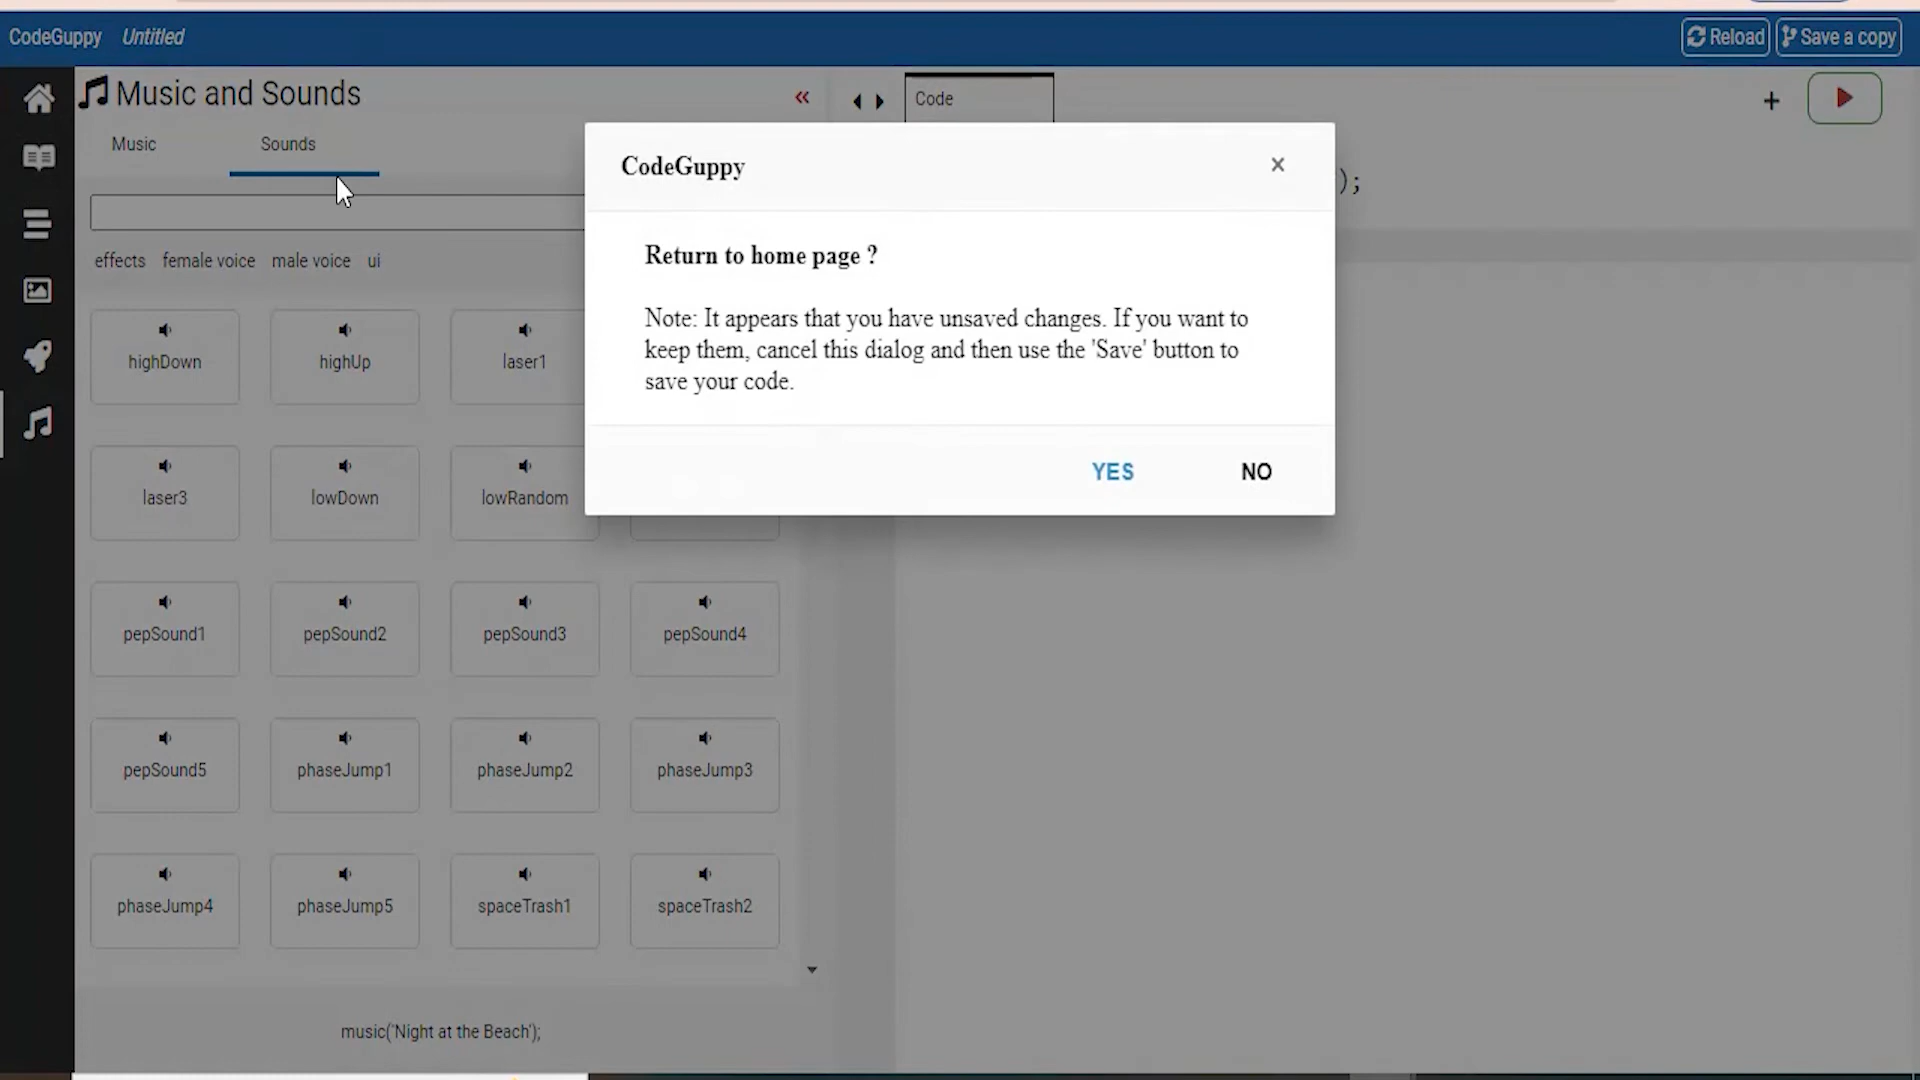 CodeGuppy Untitled Reload Save a copy
Music and Sounds
«
Code
+
Music Sounds
);
effects female voice male voice ui
CodeGuppy
×
Return to home page ?
Note: It appears that you have unsaved changes. If you want to
keep them, cancel this dialog and then use the 'Save' button to
save your code.
YES NO
highDown highUp laser1
laser3 lowDown lowRandom
pepSound1 pepSound2 pepSound3 pepSound4
pepSound5 phaseJump1 phaseJump2 phaseJump3
phaseJump4 phaseJump5 spaceTrash1 spaceTrash2
music('Night at the Beach');